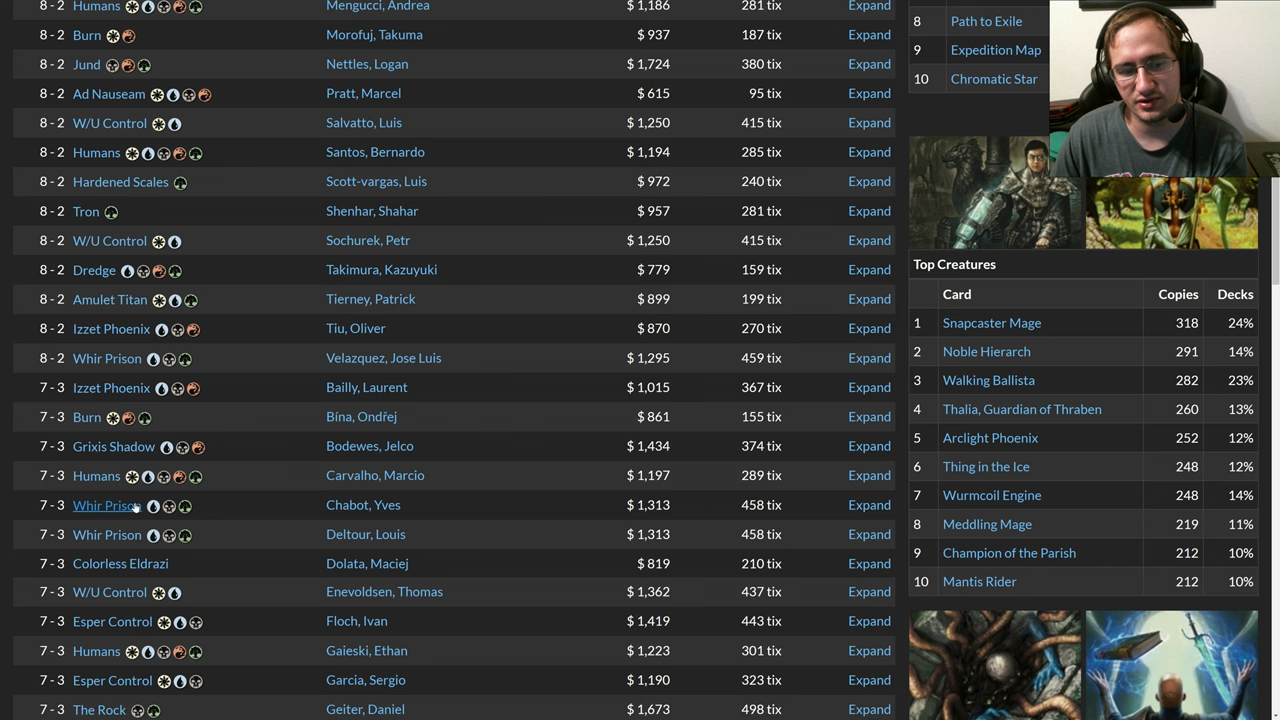 8 - 2 Humans Mengucci, Andrea $ 1,186 281 tix Expand
8 - 2 Burn Morofuj, Takuma $ 937 187 tix Expand
8 - 2 Jund Nettles, Logan $ 1,724 380 tix Expand
8 - 2 Ad Nauseam Pratt, Marcel $ 615 95 tix Expand
8 - 2 W/U Control Salvatto, Luis $ 1,250 415 tix Expand
8 - 2 Humans Santos, Bernardo $ 1,194 285 tix Expand
8 - 2 Hardened Scales Scott-vargas, Luis $ 972 240 tix Expand
8 - 2 Tron Shenhar, Shahar $ 957 281 tix Expand
8 - 2 W/U Control Sochurek, Petr $ 1,250 415 tix Expand
8 - 2 Dredge Takimura, Kazuyuki $ 779 159 tix Expand
8 - 2 Amulet Titan Tierney, Patrick $ 899 199 tix Expand
8 - 2 Izzet Phoenix Tiu, Oliver $ 870 270 tix Expand
8 - 2 Whir Prison Velazquez, Jose Luis $ 1,295 459 tix Expand
7 - 3 Izzet Phoenix Bailly, Laurent $ 1,015 367 tix Expand
7 - 3 Burn Bína, Ondřej $ 861 155 tix Expand
7 - 3 Grixis Shadow Bodewes, Jelco $ 1,434 374 tix Expand
7 - 3 Humans Carvalho, Marcio $ 1,197 289 tix Expand
7 - 3 Whir Prison Chabot, Yves $ 1,313 458 tix Expand
7 - 3 Whir Prison Deltour, Louis $ 1,313 458 tix Expand
7 - 3 Colorless Eldrazi Dolata, Maciej $ 819 210 tix Expand
7 - 3 W/U Control Enevoldsen, Thomas $ 1,362 437 tix Expand
7 - 3 Esper Control Floch, Ivan $ 1,419 443 tix Expand
7 - 3 Humans Gaieski, Ethan $ 1,223 301 tix Expand
7 - 3 Esper Control Garcia, Sergio $ 1,190 323 tix Expand
7 - 3 The Rock Geiter, Daniel $ 1,673 498 tix Expand
8 Path to Exile
9 Expedition Map
10 Chromatic Star
Top Creatures
Card Copies Decks
1 Snapcaster Mage 318 24%
2 Noble Hierarch 291 14%
3 Walking Ballista 282 23%
4 Thalia, Guardian of Thraben 260 13%
5 Arclight Phoenix 252 12%
6 Thing in the Ice 248 12%
7 Wurmcoil Engine 248 14%
8 Meddling Mage 219 11%
9 Champion of the Parish 212 10%
10 Mantis Rider 212 10%